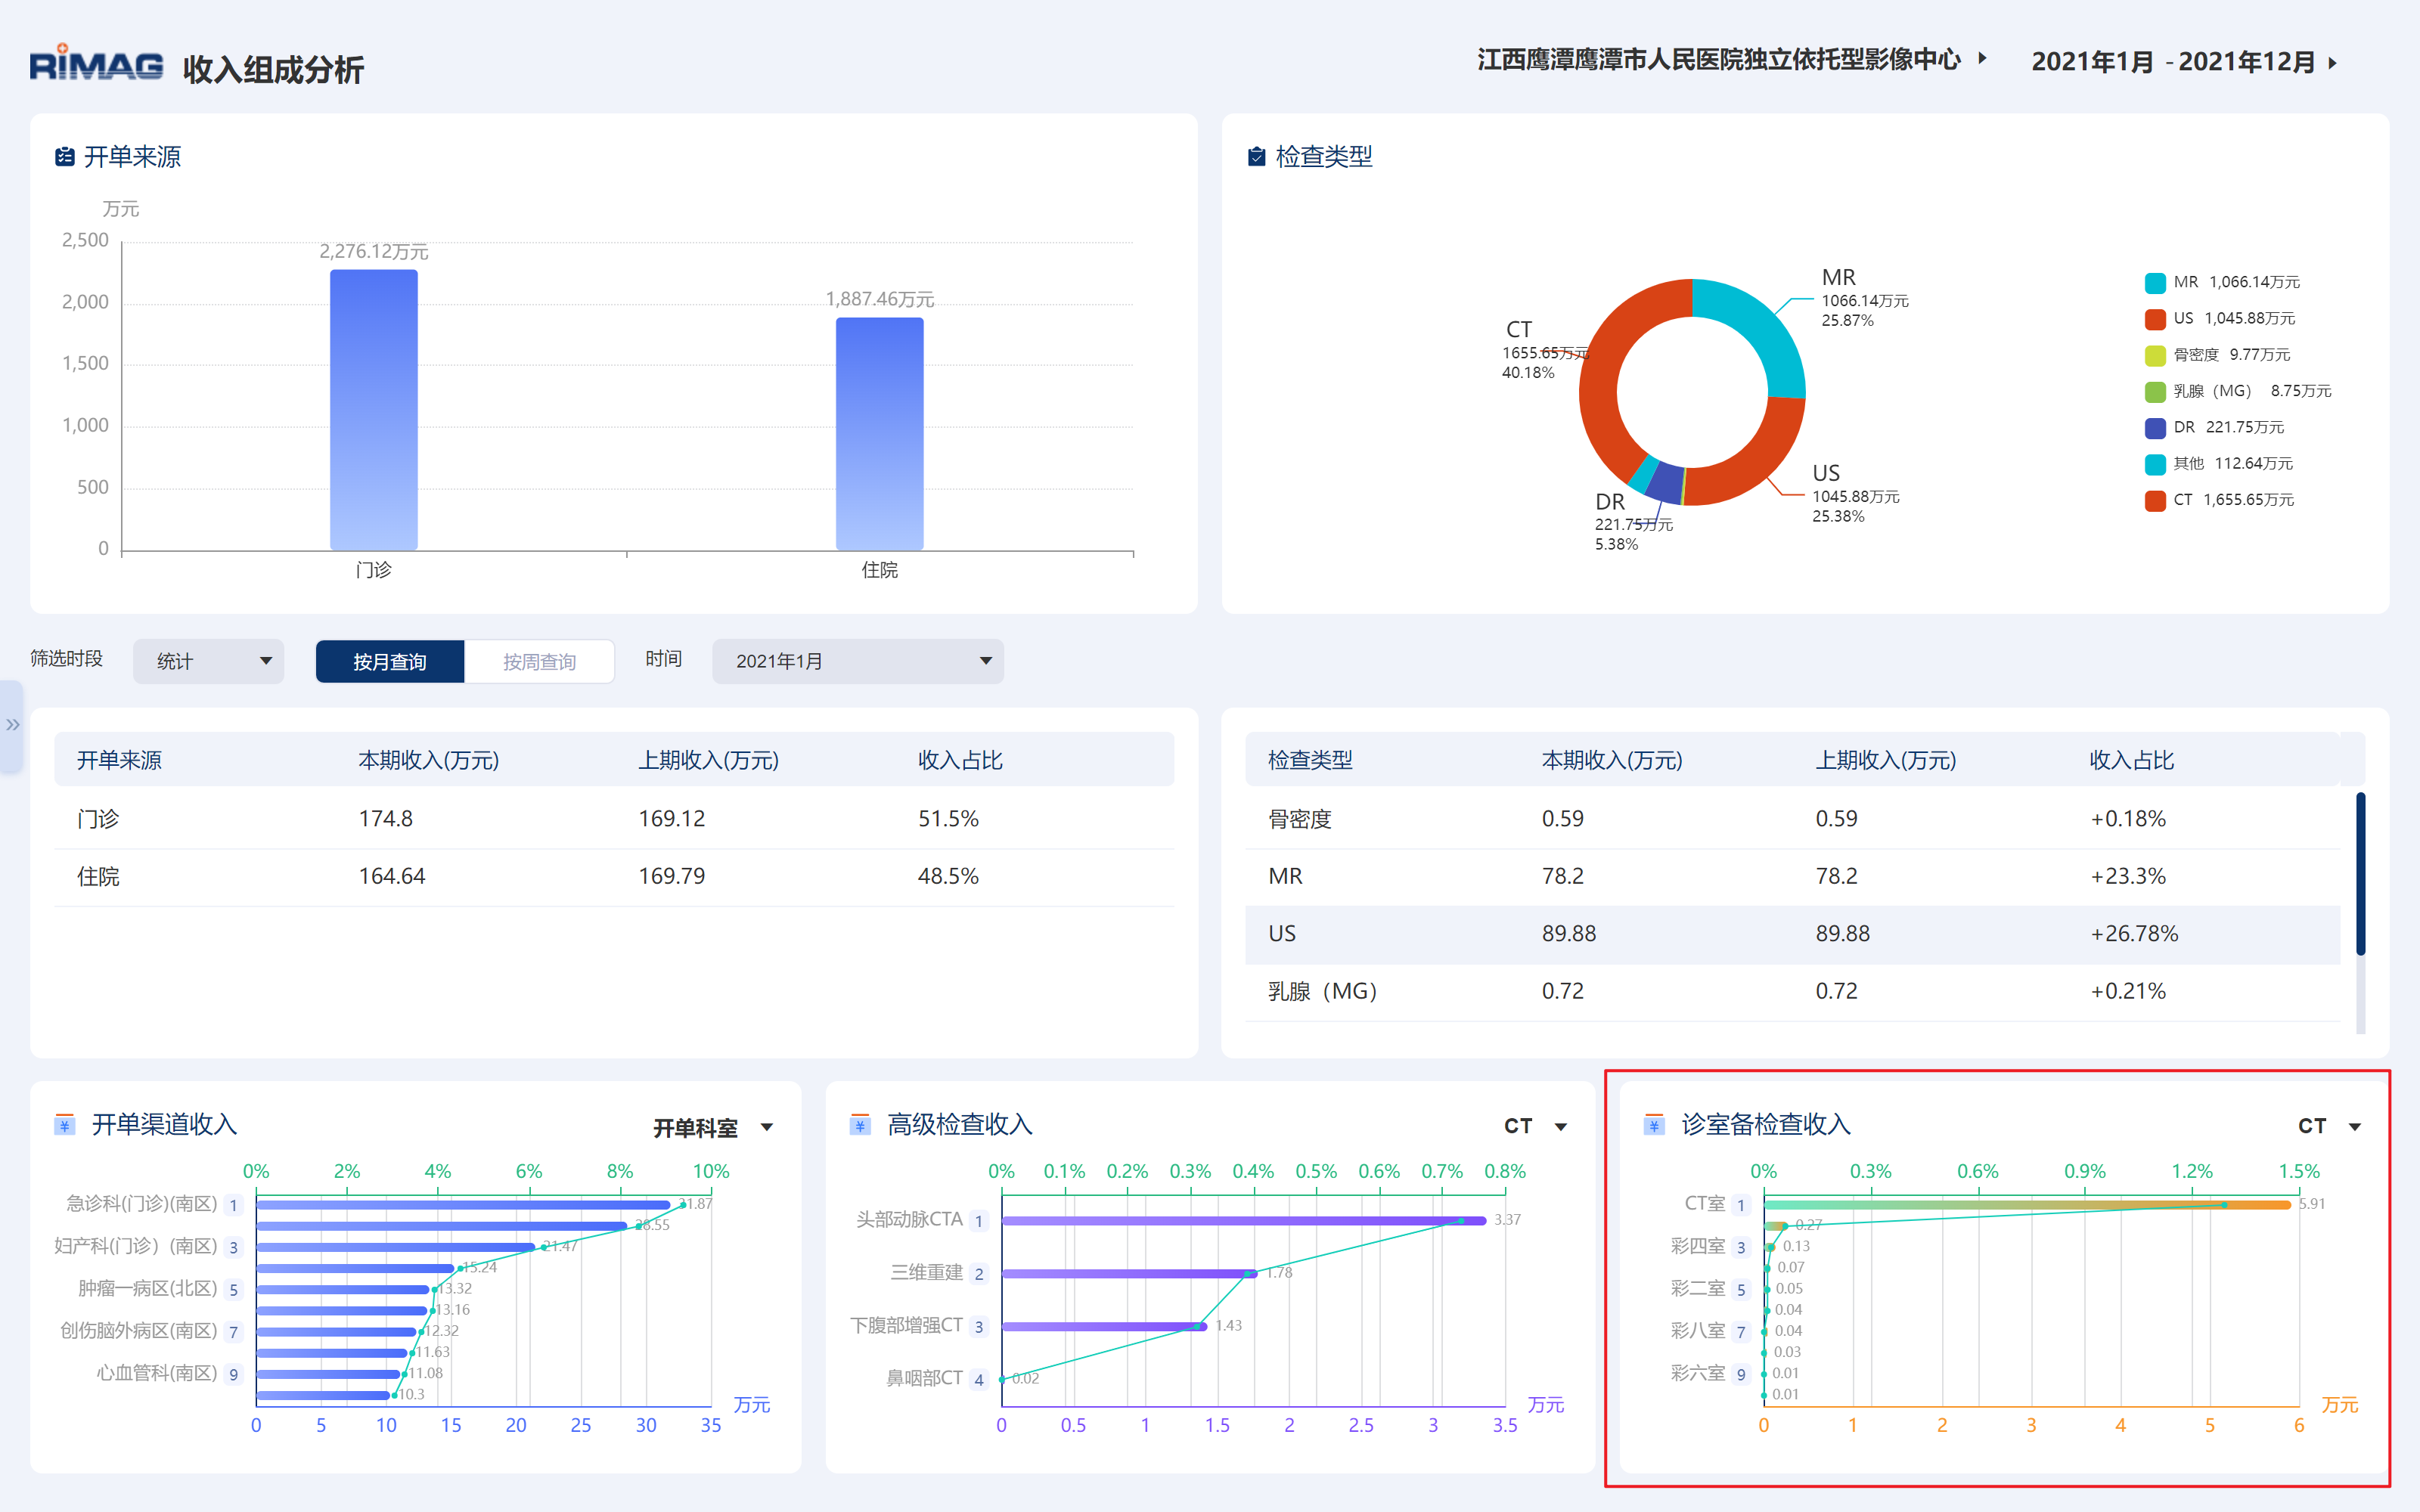 RiMAG 收入组成分析
江西鹰潭鹰潭市人民医院独立依托型影像中心
2021年1月 - 2021年12月
开单来源
万元
2,500
2,000
1,500
1,000
500
0
2,276.12万元
1,887.46万元
门诊
住院
检查类型
MR
1066.14万元
25.87%
CT
1655.65万元
40.18%
US
1045.88万元
25.38%
DR
221.75万元
5.38%
MR 1,066.14万元
US 1,045.88万元
骨密度 9.77万元
乳腺（MG） 8.75万元
DR 221.75万元
其他 112.64万元
CT 1,655.65万元
筛选时段 统计 按月查询 按周查询 时间 2021年1月
开单来源 本期收入(万元) 上期收入(万元) 收入占比
门诊 174.8 169.12 51.5%
住院 164.64 169.79 48.5%
检查类型 本期收入(万元) 上期收入(万元) 收入占比
骨密度 0.59 0.59 +0.18%
MR 78.2 78.2 +23.3%
US 89.88 89.88 +26.78%
乳腺（MG） 0.72 0.72 +0.21%
开单渠道收入 开单科室
0% 2% 4% 6% 8% 10%
急诊科(门诊)(南区) 1 31.87
28.55
妇产科(门诊）(南区) 3 21.47
15.24
肿瘤一病区(北区) 5 13.32
13.16
创伤脑外病区(南区) 7 12.32
11.63
心血管科(南区) 9 11.08
10.3
万元
0 5 10 15 20 25 30 35
高级检查收入 CT
0% 0.1% 0.2% 0.3% 0.4% 0.5% 0.6% 0.7% 0.8%
头部动脉CTA 1 3.37
三维重建 2 1.78
下腹部增强CT 3 1.43
鼻咽部CT 4 0.02
万元
0 0.5 1 1.5 2 2.5 3 3.5
诊室备检查收入 CT
0% 0.3% 0.6% 0.9% 1.2% 1.5%
CT室 1 5.91
0.27
彩四室 3 0.13
0.07
彩二室 5 0.05
0.04
彩八室 7 0.04
0.03
彩六室 9 0.01
0.01
万元
0 1 2 3 4 5 6